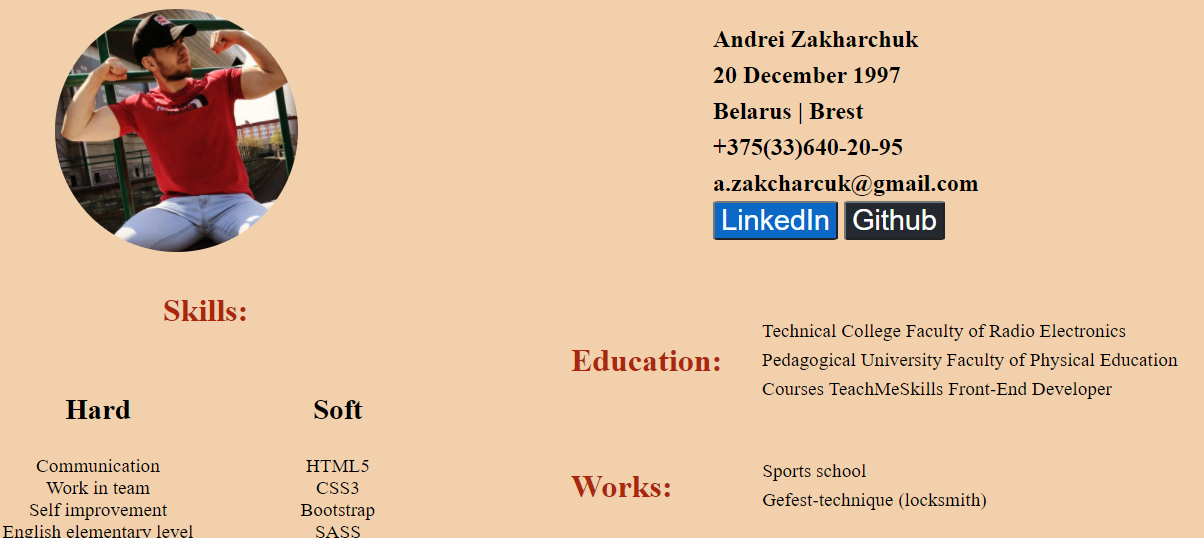 Andrei Zakharchuk
20 December 1997
Belarus | Brest
+375(33)640-20-95
a.zakcharcuk@gmail.com
LinkedIn Github
Skills:
Hard
Communication
Work in team
Self improvement
English elementary level
Soft
HTML5
CSS3
Bootstrap
SASS
Education:
Technical College Faculty of Radio Electronics
Pedagogical University Faculty of Physical Education
Courses TeachMeSkills Front-End Developer
Works:
Sports school
Gefest-technique (locksmith)